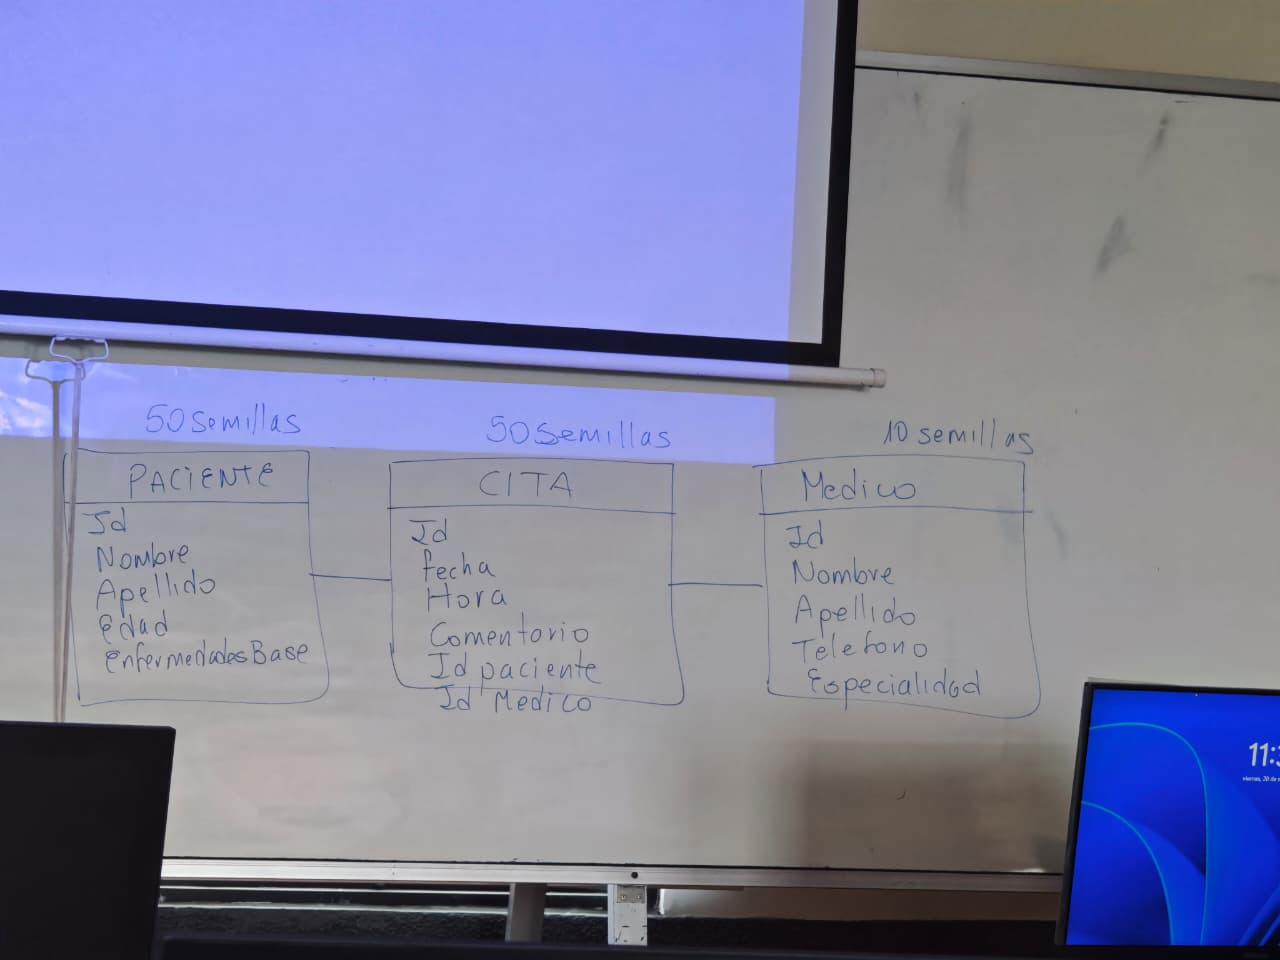 50 semillas
PACIENTE
Id
Nombre
Apellido
Edad
EnfermedadesBase
50 semillas
CITA
Id
fecha
Hora
Comentario
Id paciente
Id Medico
10 semillas
Medico
Id
Nombre
Apellido
Telefono
Especialidad